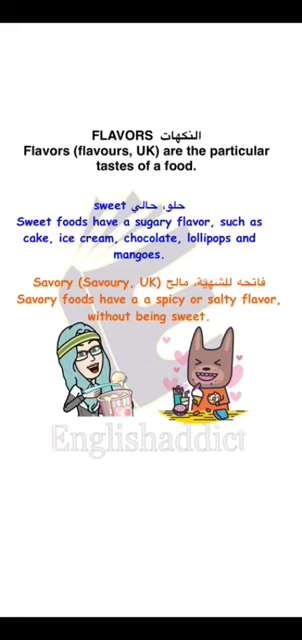 FLAVORS النكهات
Flavors (flavours, UK) are the particular
tastes of a food.
sweet حلو، حالي
Sweet foods have a sugary flavor, such as
cake, ice cream, chocolate, lollipops and
mangoes.
Savory (Savoury, UK) فاتحه للشهيّة، مالح
Savory foods have a a spicy or salty flavor,
without being sweet.
Englishaddict